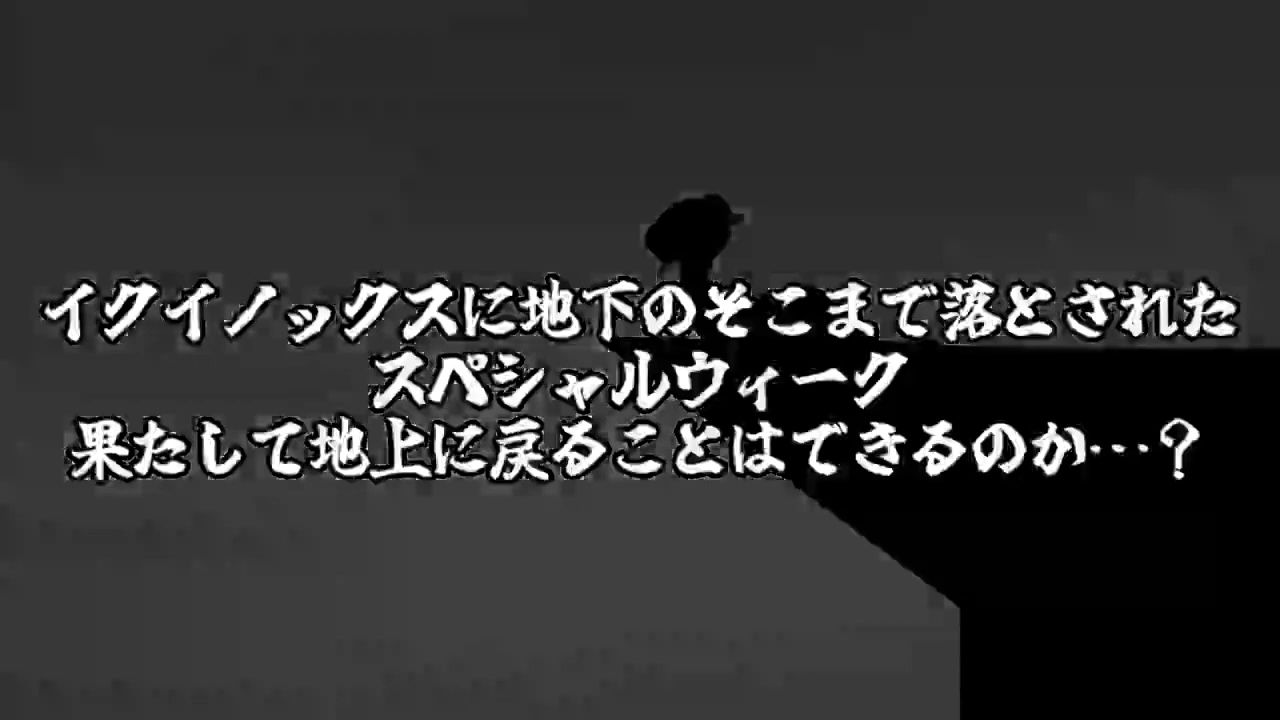 イクイノックスに地下のそこまで落とされた
スペシャルウィーク
果たして地上に戻ることはできるのか…？